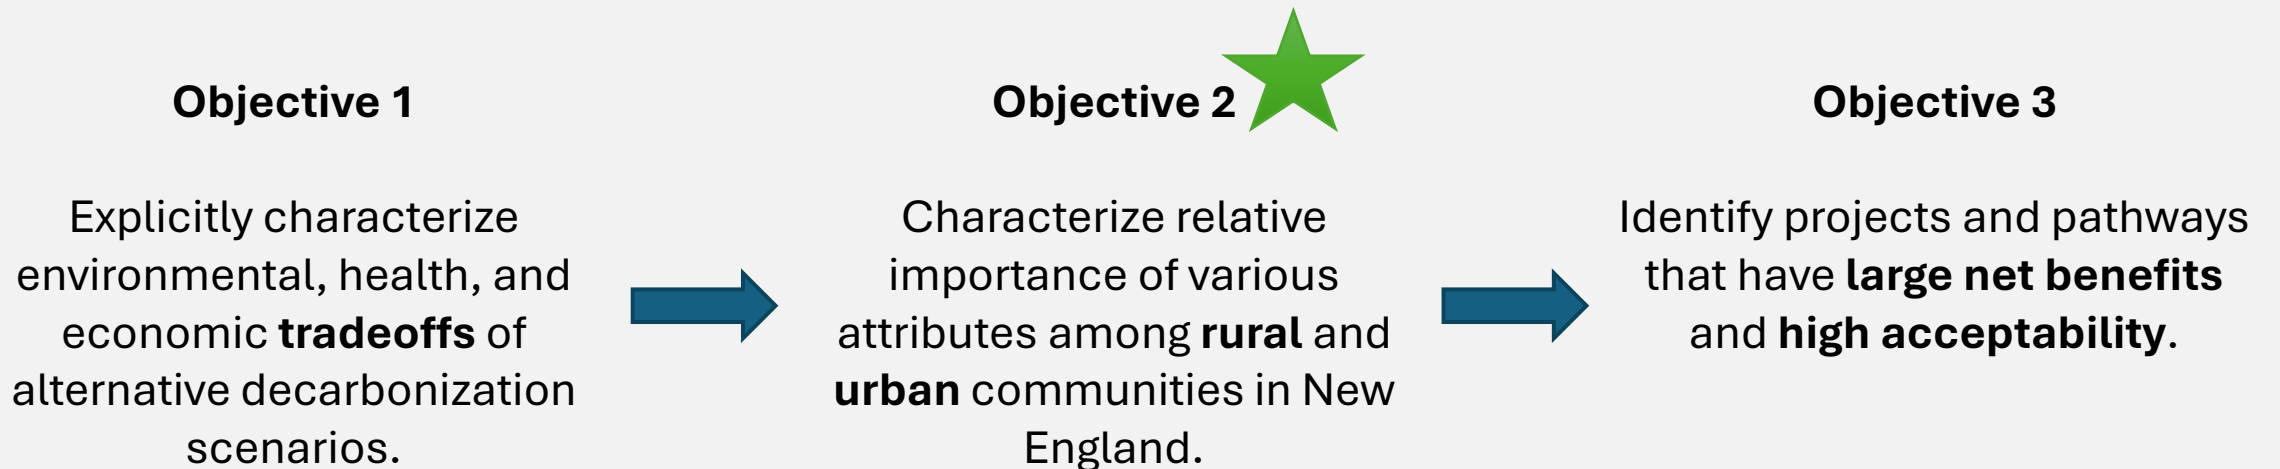 Objective 1
Explicitly characterize
environmental, health, and
economic tradeoffs of
alternative decarbonization
scenarios.
Objective 2
Characterize relative
importance of various
attributes among rural and
urban communities in New
England.
Objective 3
Identify projects and pathways
that have large net benefits
and high acceptability.